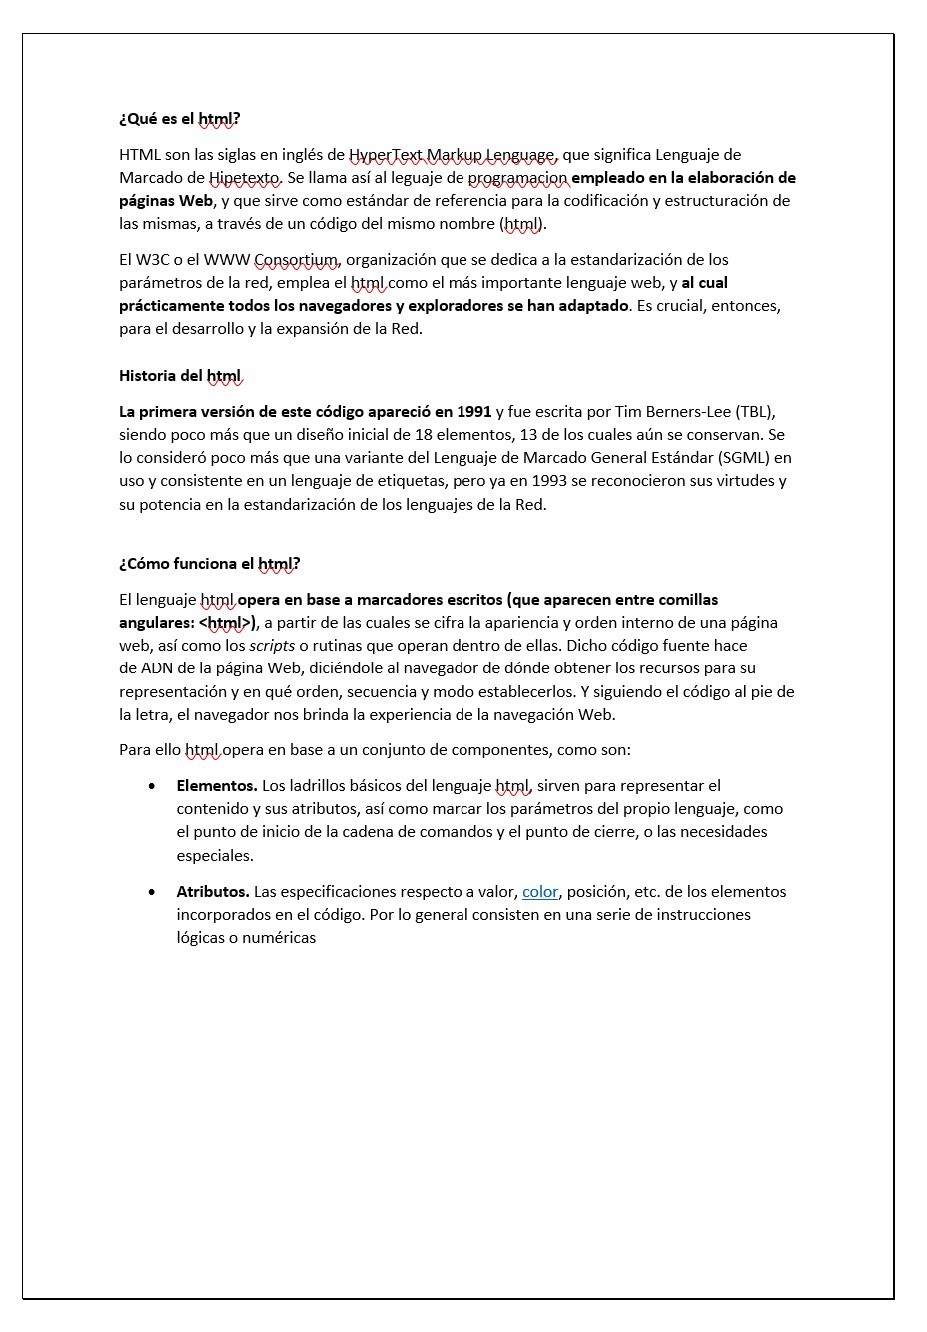 ¿Qué es el html?
HTML son las siglas en inglés de HyperText Markup Lenguage, que significa Lenguaje de
Marcado de Hipetexto. Se llama así al leguaje de programacion empleado en la elaboración de
páginas Web, y que sirve como estándar de referencia para la codificación y estructuración de
las mismas, a través de un código del mismo nombre (html).
El W3C o el WWW Consortium, organización que se dedica a la estandarización de los
parámetros de la red, emplea el html como el más importante lenguaje web, y al cual
prácticamente todos los navegadores y exploradores se han adaptado. Es crucial, entonces,
para el desarrollo y la expansión de la Red.
Historia del html
La primera versión de este código apareció en 1991 y fue escrita por Tim Berners-Lee (TBL),
siendo poco más que un diseño inicial de 18 elementos, 13 de los cuales aún se conservan. Se
lo consideró poco más que una variante del Lenguaje de Marcado General Estándar (SGML) en
uso y consistente en un lenguaje de etiquetas, pero ya en 1993 se reconocieron sus virtudes y
su potencia en la estandarización de los lenguajes de la Red.
¿Cómo funciona el html?
El lenguaje html opera en base a marcadores escritos (que aparecen entre comillas
angulares: <html>), a partir de las cuales se cifra la apariencia y orden interno de una página
web, así como los scripts o rutinas que operan dentro de ellas. Dicho código fuente hace
de ADN de la página Web, diciéndole al navegador de dónde obtener los recursos para su
representación y en qué orden, secuencia y modo establecerlos. Y siguiendo el código al pie de
la letra, el navegador nos brinda la experiencia de la navegación Web.
Para ello html opera en base a un conjunto de componentes, como son:
• Elementos. Los ladrillos básicos del lenguaje html, sirven para representar el
contenido y sus atributos, así como marcar los parámetros del propio lenguaje, como
el punto de inicio de la cadena de comandos y el punto de cierre, o las necesidades
especiales.
• Atributos. Las especificaciones respecto a valor, color, posición, etc. de los elementos
incorporados en el código. Por lo general consisten en una serie de instrucciones
lógicas o numéricas